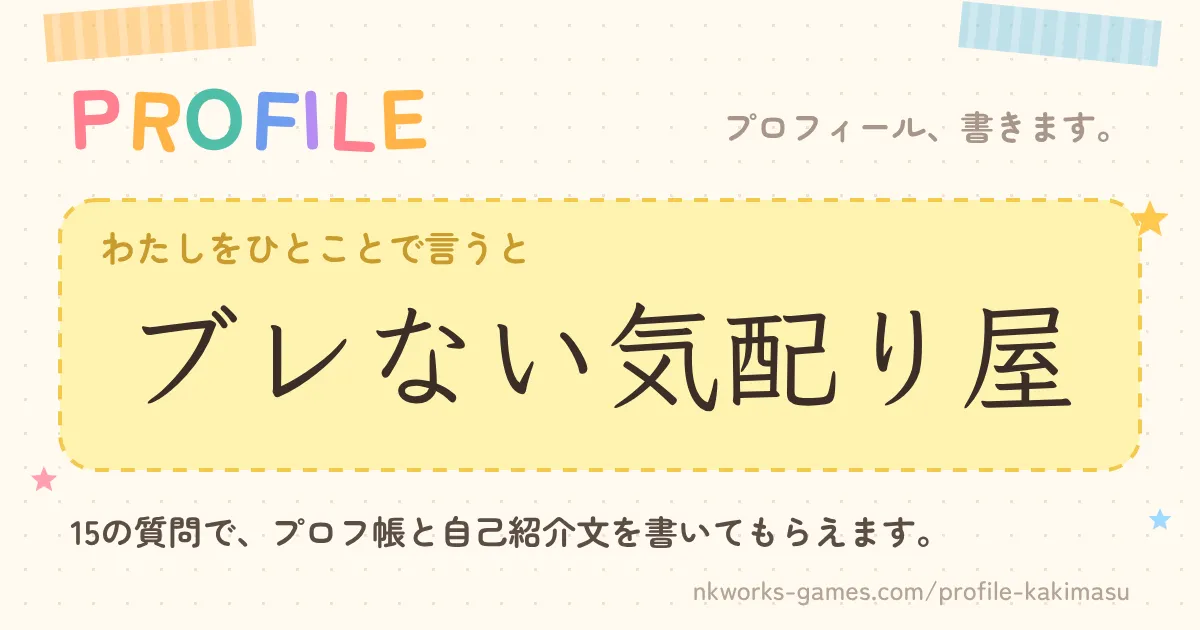 PROFILE
プロフィール、書きます。
わたしをひとことで言うと
ブレない気配り屋
15の質問で、プロフ帳と自己紹介文を書いてもらえます。
nkworks-games.com/profile-kakimasu